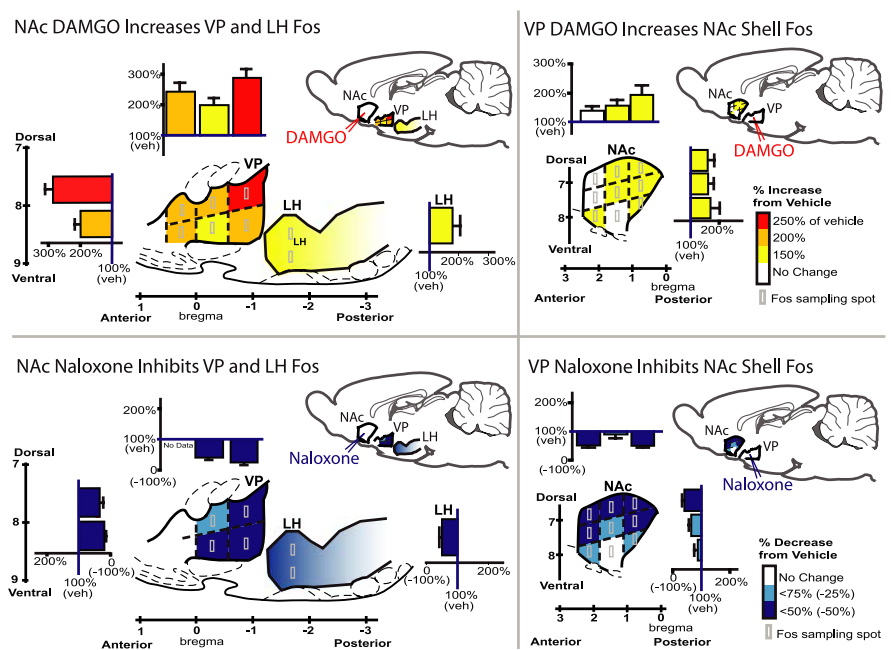 NAc DAMGO Increases VP and LH Fos
300%
200%
100%
(veh)
NAc
VP
LH
DAMGO
Dorsal
7
8
9
Ventral
300%
200%
100%
(veh)
VP
LH
LH
LH
100%
(veh)
200%
300%
1
0
-1
-2
-3
Anterior
bregma
Posterior
VP DAMGO Increases NAc Shell Fos
300%
200%
100%
(veh)
NAc
VP
DAMGO
NAc
Dorsal
7
8
Ventral
200%
100%
(veh)
3
2
1
0
Anterior
Posterior
bregma
% Increase
from Vehicle
250% of vehicle
200%
150%
No Change
Fos sampling spot
NAc Naloxone Inhibits VP and LH Fos
200%
100%
(veh)
0
(-100%)
No Data
NAc
VP
LH
Naloxone
7
Dorsal
8
9
Ventral
200%
100%
(veh)
0
(-100%)
VP
LH
LH
0
(-100%)
100%
(veh)
200%
1
0
-1
-2
-3
Anterior
bregma
Posterior
VP Naloxone Inhibits NAc Shell Fos
200%
100%
(veh)
0
(-100%)
NAc
VP
Naloxone
NAc
Dorsal
7
8
Ventral
0
(-100%)
200%
100%
(veh)
3
2
1
0
Anterior
bregma
Posterior
% Decrease
from Vehicle
No Change
<75% (-25%)
<50% (-50%)
Fos sampling spot